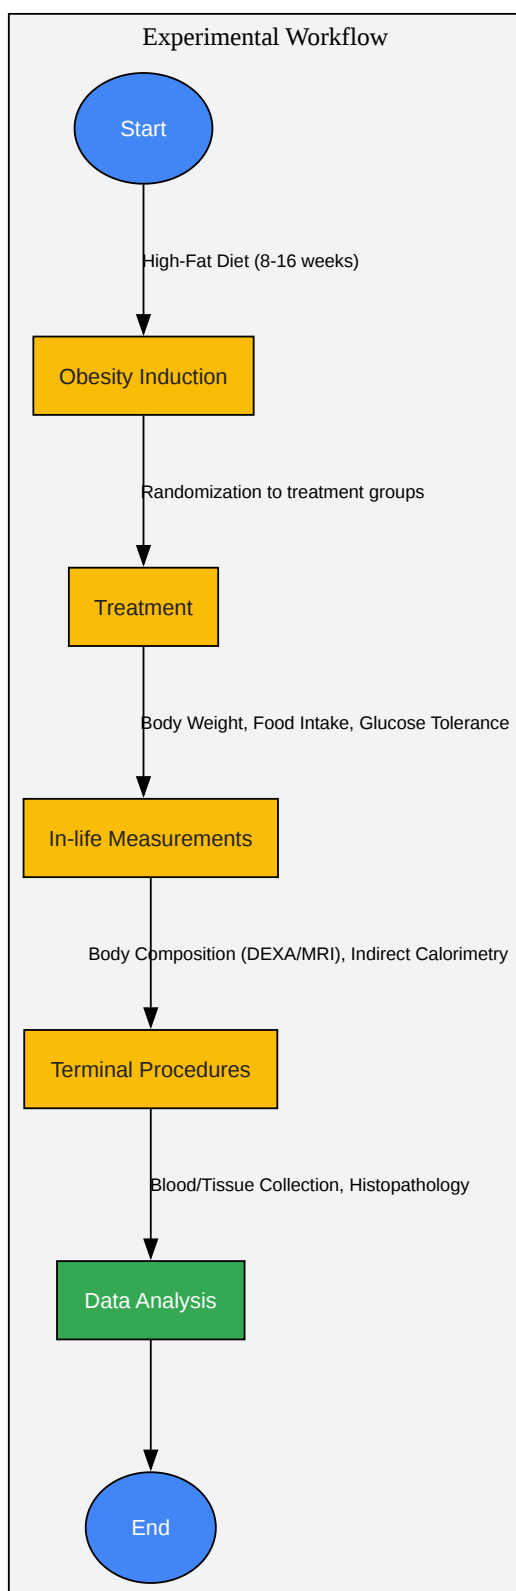 Experimental Workflow
Start
High-Fat Diet (8-16 weeks)
Obesity Induction
Randomization to treatment groups
Treatment
Body Weight, Food Intake, Glucose Tolerance
In-life Measurements
Body Composition (DEXA/MRI), Indirect Calorimetry
Terminal Procedures
Blood/Tissue Collection, Histopathology
Data Analysis
End